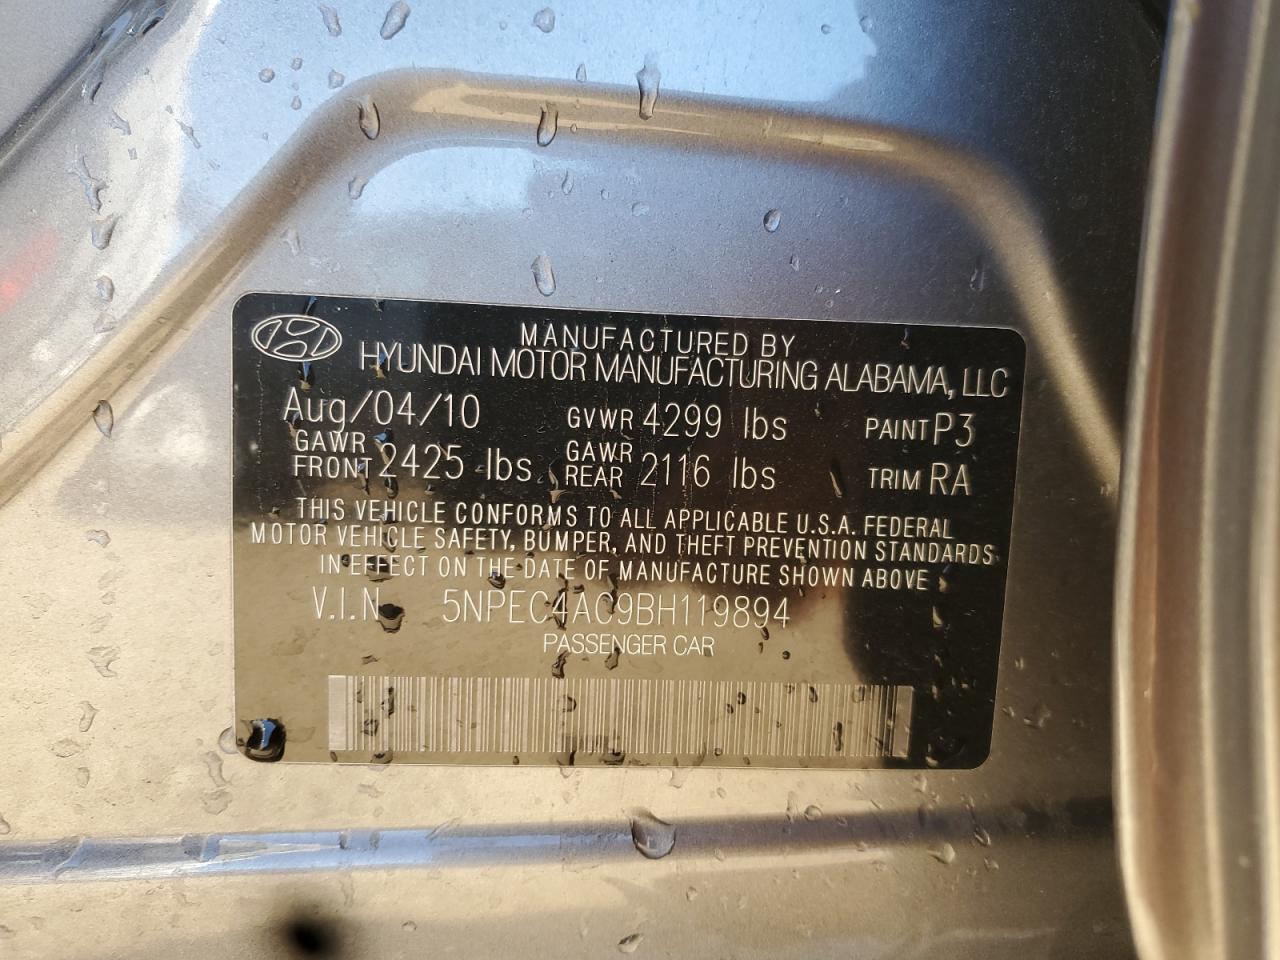 MANUFACTURED BY
HYUNDAI MOTOR MANUFACTURING ALABAMA, LLC
Aug/04/10 GVWR 4299 lbs PAINT P3
GAWR FRONT 2425 lbs GAWR REAR 2116 lbs TRIM RA
THIS VEHICLE CONFORMS TO ALL APPLICABLE U.S.A. FEDERAL
MOTOR VEHICLE SAFETY, BUMPER, AND THEFT PREVENTION STANDARDS
IN EFFECT ON THE DATE OF MANUFACTURE SHOWN ABOVE
V.I.N 5NPEC4AC9BH119894
PASSENGER CAR